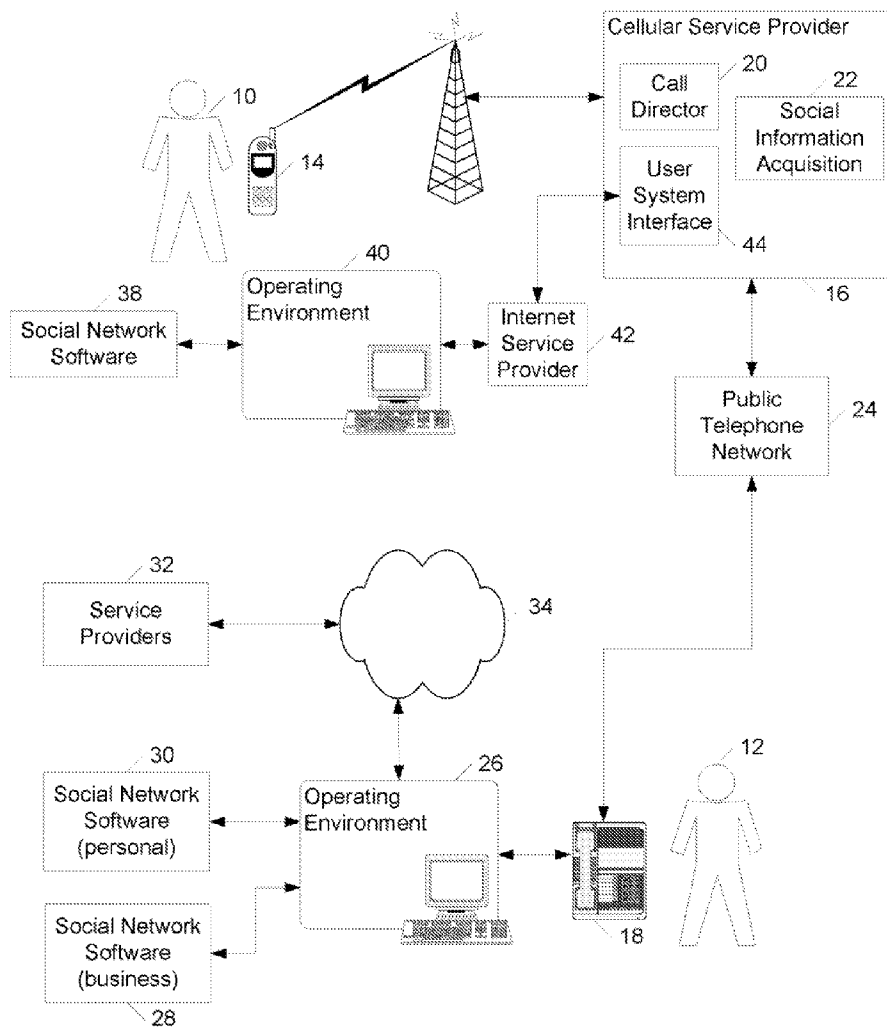 Cellular Service Provider
20
22
Call
Director
Social
Information
Acquisition
10
14
User
System
Interface
44
40
16
38
Operating
Environment
Social Network
Software
Internet
Service
Provider
42
Public
Telephone
Network
24
32
Service
Providers
34
30
26
12
Social Network
Software
(personal)
Operating
Environment
Social Network
Software
(business)
18
28